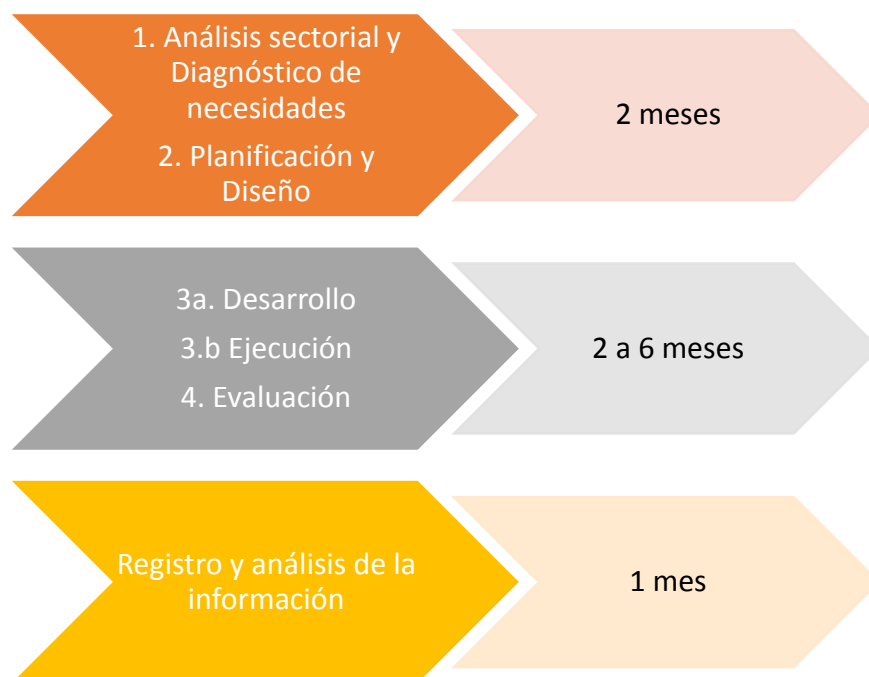 1. Análisis sectorial y
Diagnóstico de
necesidades
2. Planificación y
Diseño
2 meses
3a. Desarrollo
3.b Ejecución
4. Evaluación
2 a 6 meses
Registro y análisis de la
información
1 mes